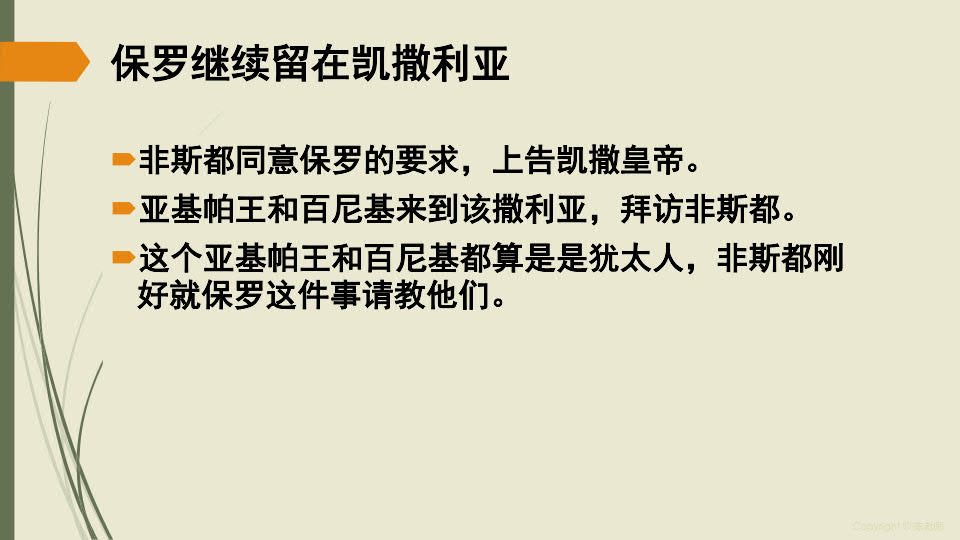 保罗继续留在凯撒利亚
非斯都同意保罗的要求，上告凯撒皇帝。
亚基帕王和百尼基来到该撒利亚，拜访非斯都。
这个亚基帕王和百尼基都算是是犹太人，非斯都刚
好就保罗这件事请教他们。